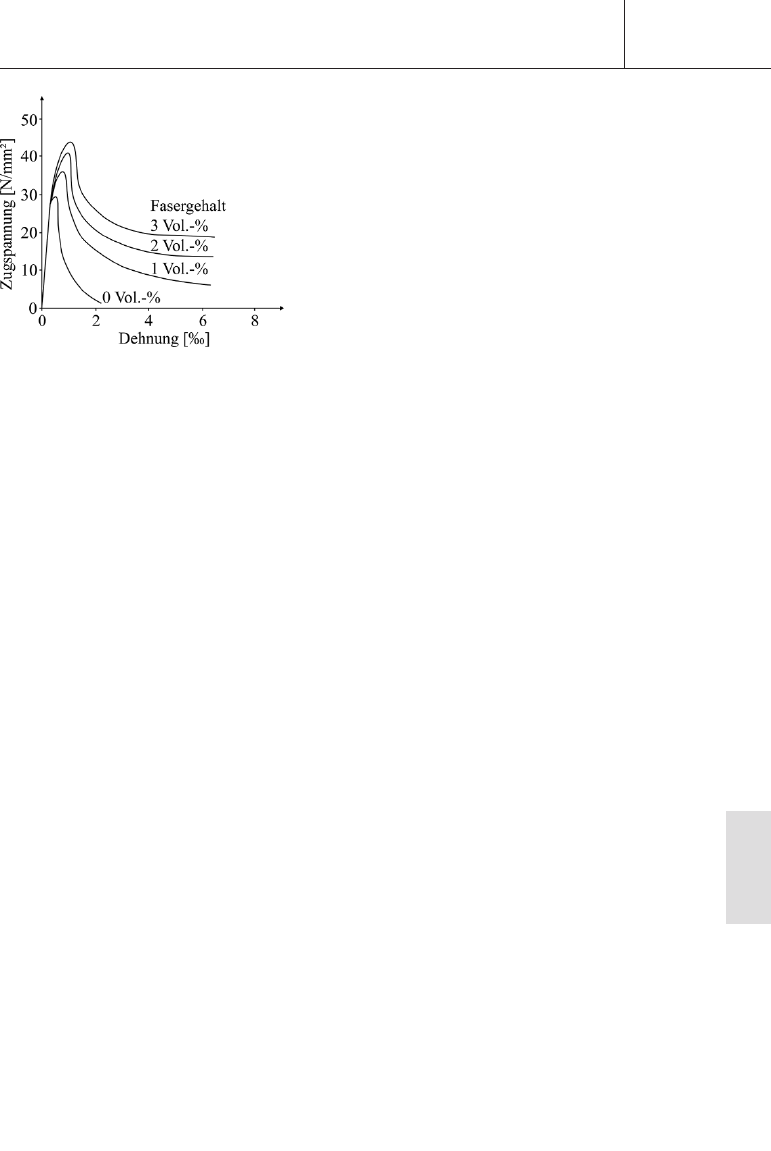 50
40
30
20
10
0
Zugspannung [N/mm²]
Fasergehalt
3 Vol.-%
2 Vol.-%
1 Vol.-%
0 Vol.-%
0 2 4 6 8
Dehnung [‰]